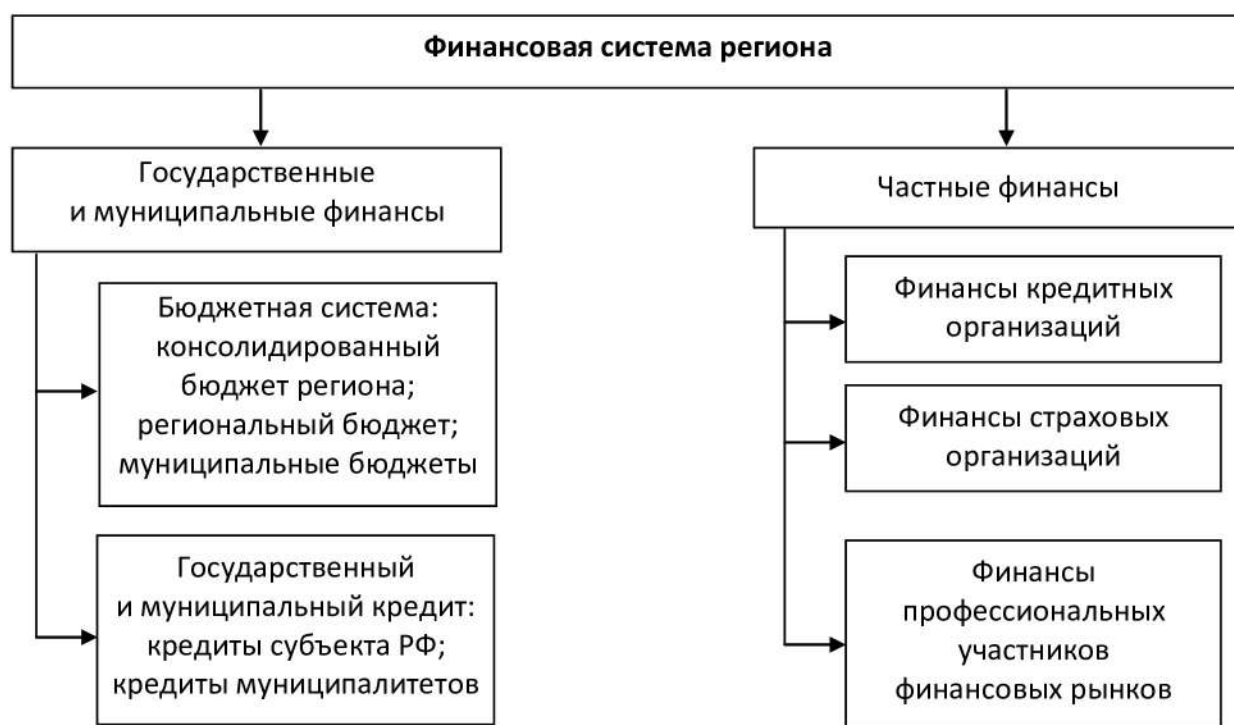 Финансовая система региона
Государственные
и муниципальные финансы
Бюджетная система:
консолидированный
бюджет региона;
региональный бюджет;
муниципальные бюджеты
Государственный
и муниципальный кредит:
кредиты субъекта РФ;
кредиты муниципалитетов
Частные финансы
Финансы кредитных
организаций
Финансы страховых
организаций
Финансы
профессиональных
участников
финансовых рынков